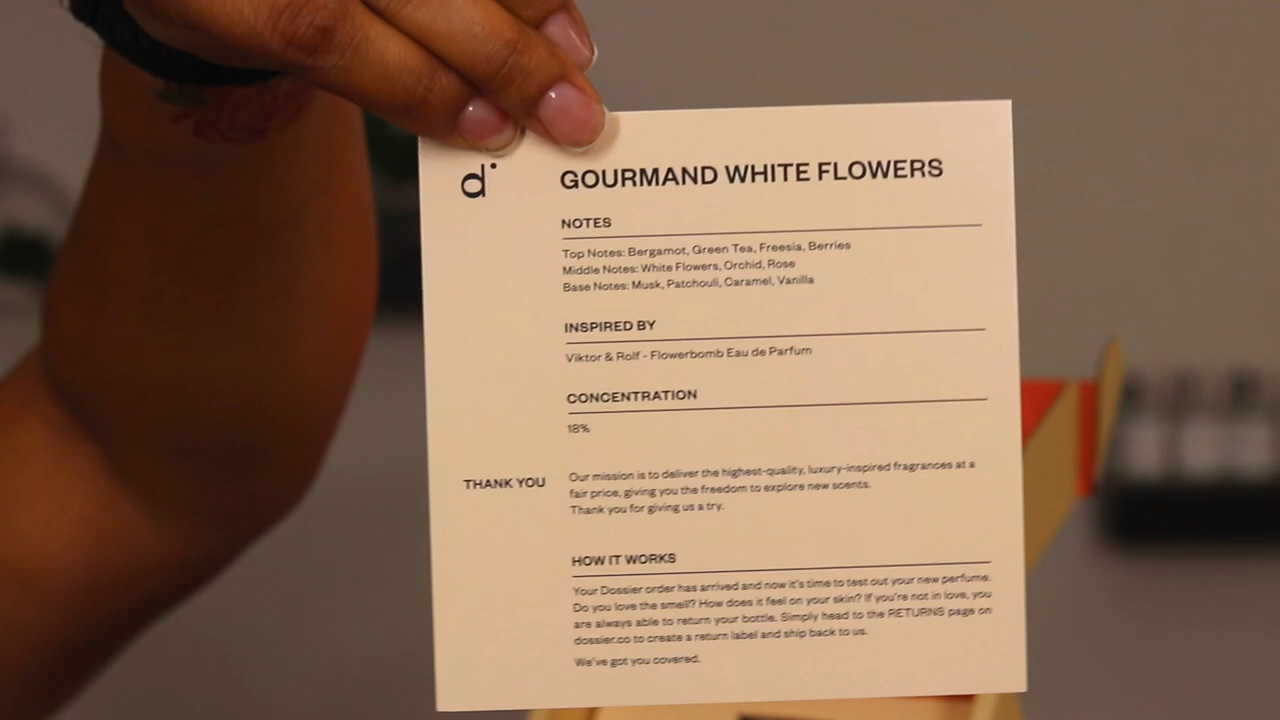 d•
GOURMAND WHITE FLOWERS
NOTES
Top Notes: Bergamot, Green Tea, Freesia, Berries
Middle Notes: White Flowers, Orchid, Rose
Base Notes: Musk, Patchouli, Caramel, Vanilla
INSPIRED BY
Viktor & Rolf - Flowerbomb Eau de Parfum
CONCENTRATION
18%
THANK YOU
Our mission is to deliver the highest-quality, luxury-inspired fragrances at a
fair price, giving you the freedom to explore new scents.
Thank you for giving us a try.
HOW IT WORKS
Your Dossier order has arrived and now it's time to test out your new perfume.
Do you love the smell? How does it feel on your skin? If you're not in love, you
are always able to return your bottle. Simply head to the RETURNS page on
dossier.co to create a return label and ship back to us.
We've got you covered.